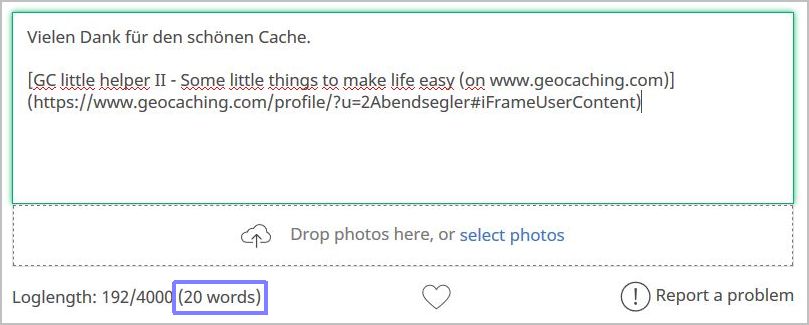 Vielen Dank für den schönen Cache.
[GC little helper II - Some little things to make life easy (on www.geocaching.com)]
(https://www.geocaching.com/profile/?u=2Abendsegler#iFrameUserContent)
Drop photos here, or select photos
Loglength: 192/4000 (20 words)
! Report a problem